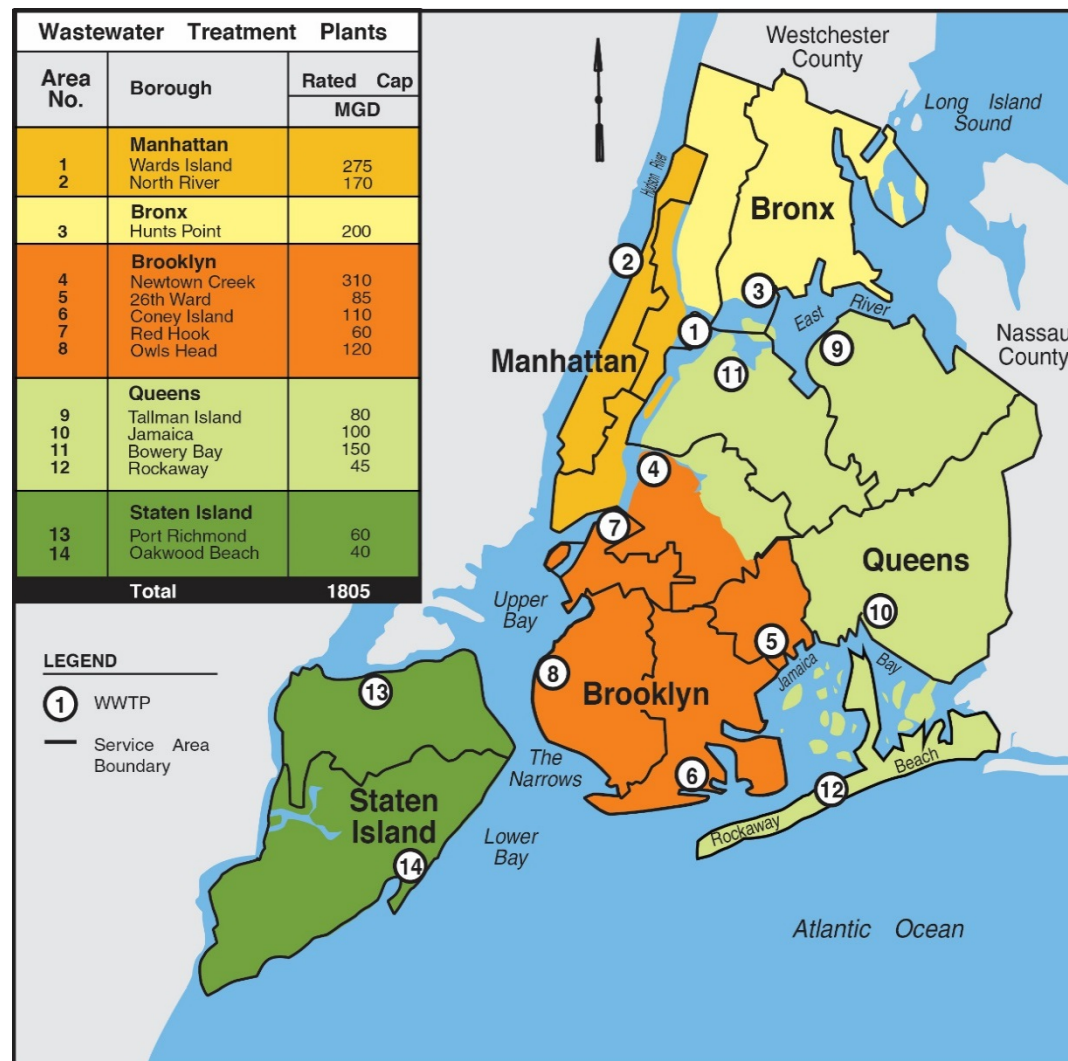 Wastewater Treatment Plants
Area No. Borough Rated Cap
MGD
Manhattan
1 Wards Island 275
2 North River 170
Bronx
3 Hunts Point 200
Brooklyn
4 Newtown Creek 310
5 26th Ward 85
6 Coney Island 110
7 Red Hook 60
8 Owls Head 120
Queens
9 Tallman Island 80
10 Jamaica 100
11 Bowery Bay 150
12 Rockaway 45
Staten Island
13 Port Richmond 60
14 Oakwood Beach 40
Total 1805
LEGEND
1 WWTP
Service Area
Boundary
Westchester
County
Long Island
Sound
Hudson River
Bronx
2
3
East River
1
9
Nassau
County
Manhattan
11
4
7
Queens
Upper
Bay
10
5
Jamaica Bay
8
Brooklyn
13
The
Narrows
6
Beach
12
Rockaway
Staten
Island
Lower
Bay
14
Atlantic Ocean